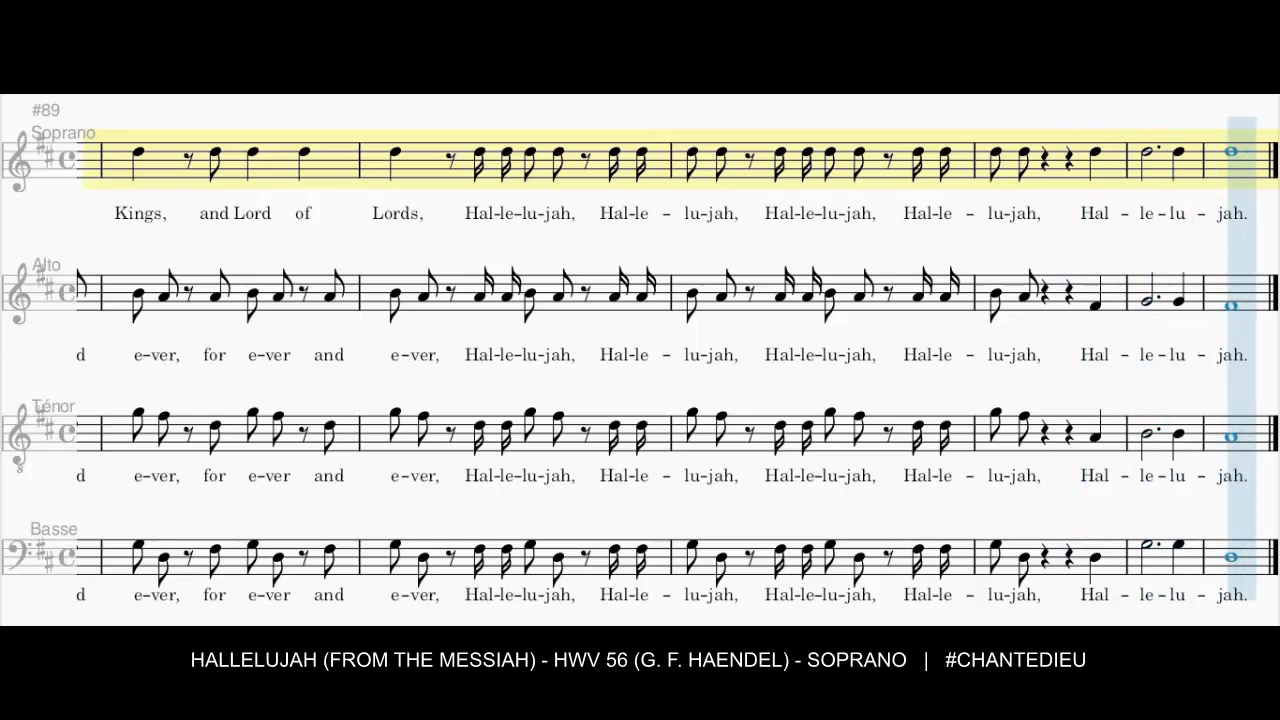 #89
Soprano
Kings, and Lord of Lords, Hal-le-lu-jah, Hal-le - lu-jah, Hal-le-lu-jah, Hal-le - lu-jah, Hal - le - lu - jah.
Alto
d e-ver, for e-ver and e-ver, Hal-le-lu-jah, Hal-le - lu-jah, Hal-le-lu-jah, Hal-le - lu-jah, Hal - le - lu - jah.
Ténor
8
d e-ver, for e-ver and e-ver, Hal-le-lu-jah, Hal-le - lu-jah, Hal-le-lu-jah, Hal-le - lu-jah, Hal - le - lu - jah.
Basse
d e-ver, for e-ver and e-ver, Hal-le-lu-jah, Hal-le - lu-jah, Hal-le-lu-jah, Hal-le - lu-jah, Hal - le - lu - jah.
HALLELUJAH (FROM THE MESSIAH) - HWV 56 (G. F. HAENDEL) - SOPRANO | #CHANTEDIEU